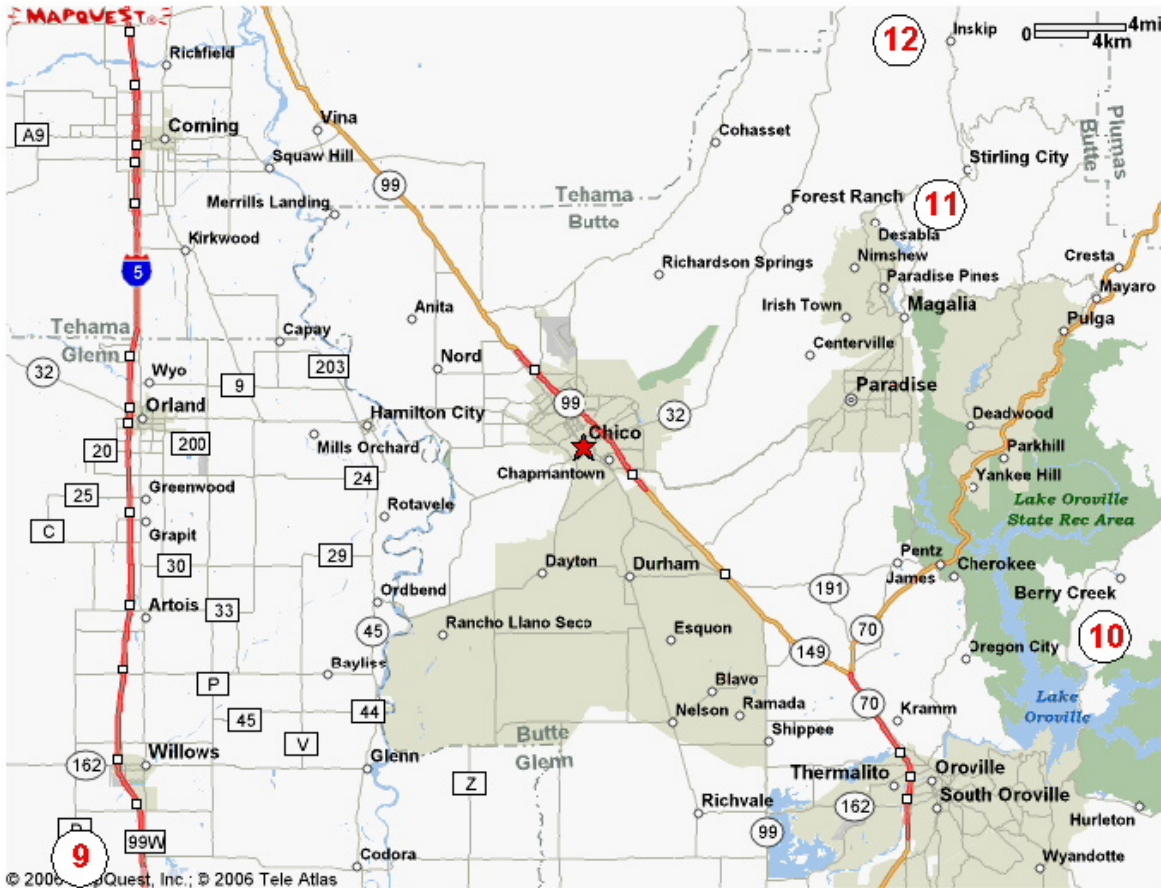 MAPQUEST
12
Inskip
0
4mi
4km
Richfield
A9
Corning
Vina
Cohasset
Plumas
Butte
Squaw Hill
Stirling City
99
Merrills Landing
Tehama
Butte
Forest Ranch
11
Desabla
Kirkwood
Nimshew
Cresta
5
Richardson Springs
Paradise Pines
Mayaro
Anita
Irish Town
Magalia
Pulga
Tehama
Glenn
Capay
Nord
Centerville
32
Wyo
9
203
Paradise
Orland
Hamilton City
99
32
Deadwood
20
200
Mills Orchard
Chico
Parkhill
Chapmantown
25
Greenwood
24
Yankee Hill
Lake Oroville
State Rec Area
C
Grapit
Rotavele
30
29
Dayton
Durham
Pentz
James
Cherokee
Artois
33
Ordbend
191
Berry Creek
45
Rancho Llano Seco
Esquon
70
10
149
Oregon City
P
Bayliss
Blavo
45
44
Nelson
Ramada
70
Kramm
Lake
Oroville
V
Butte
Glenn
Shippee
162
Willows
Glenn
Z
Thermalito
Oroville
162
South Oroville
Richvale
99
Hurleton
99W
9
Codora
Wyandotte
© 2006 MapQuest, Inc.; © 2006 Tele Atlas